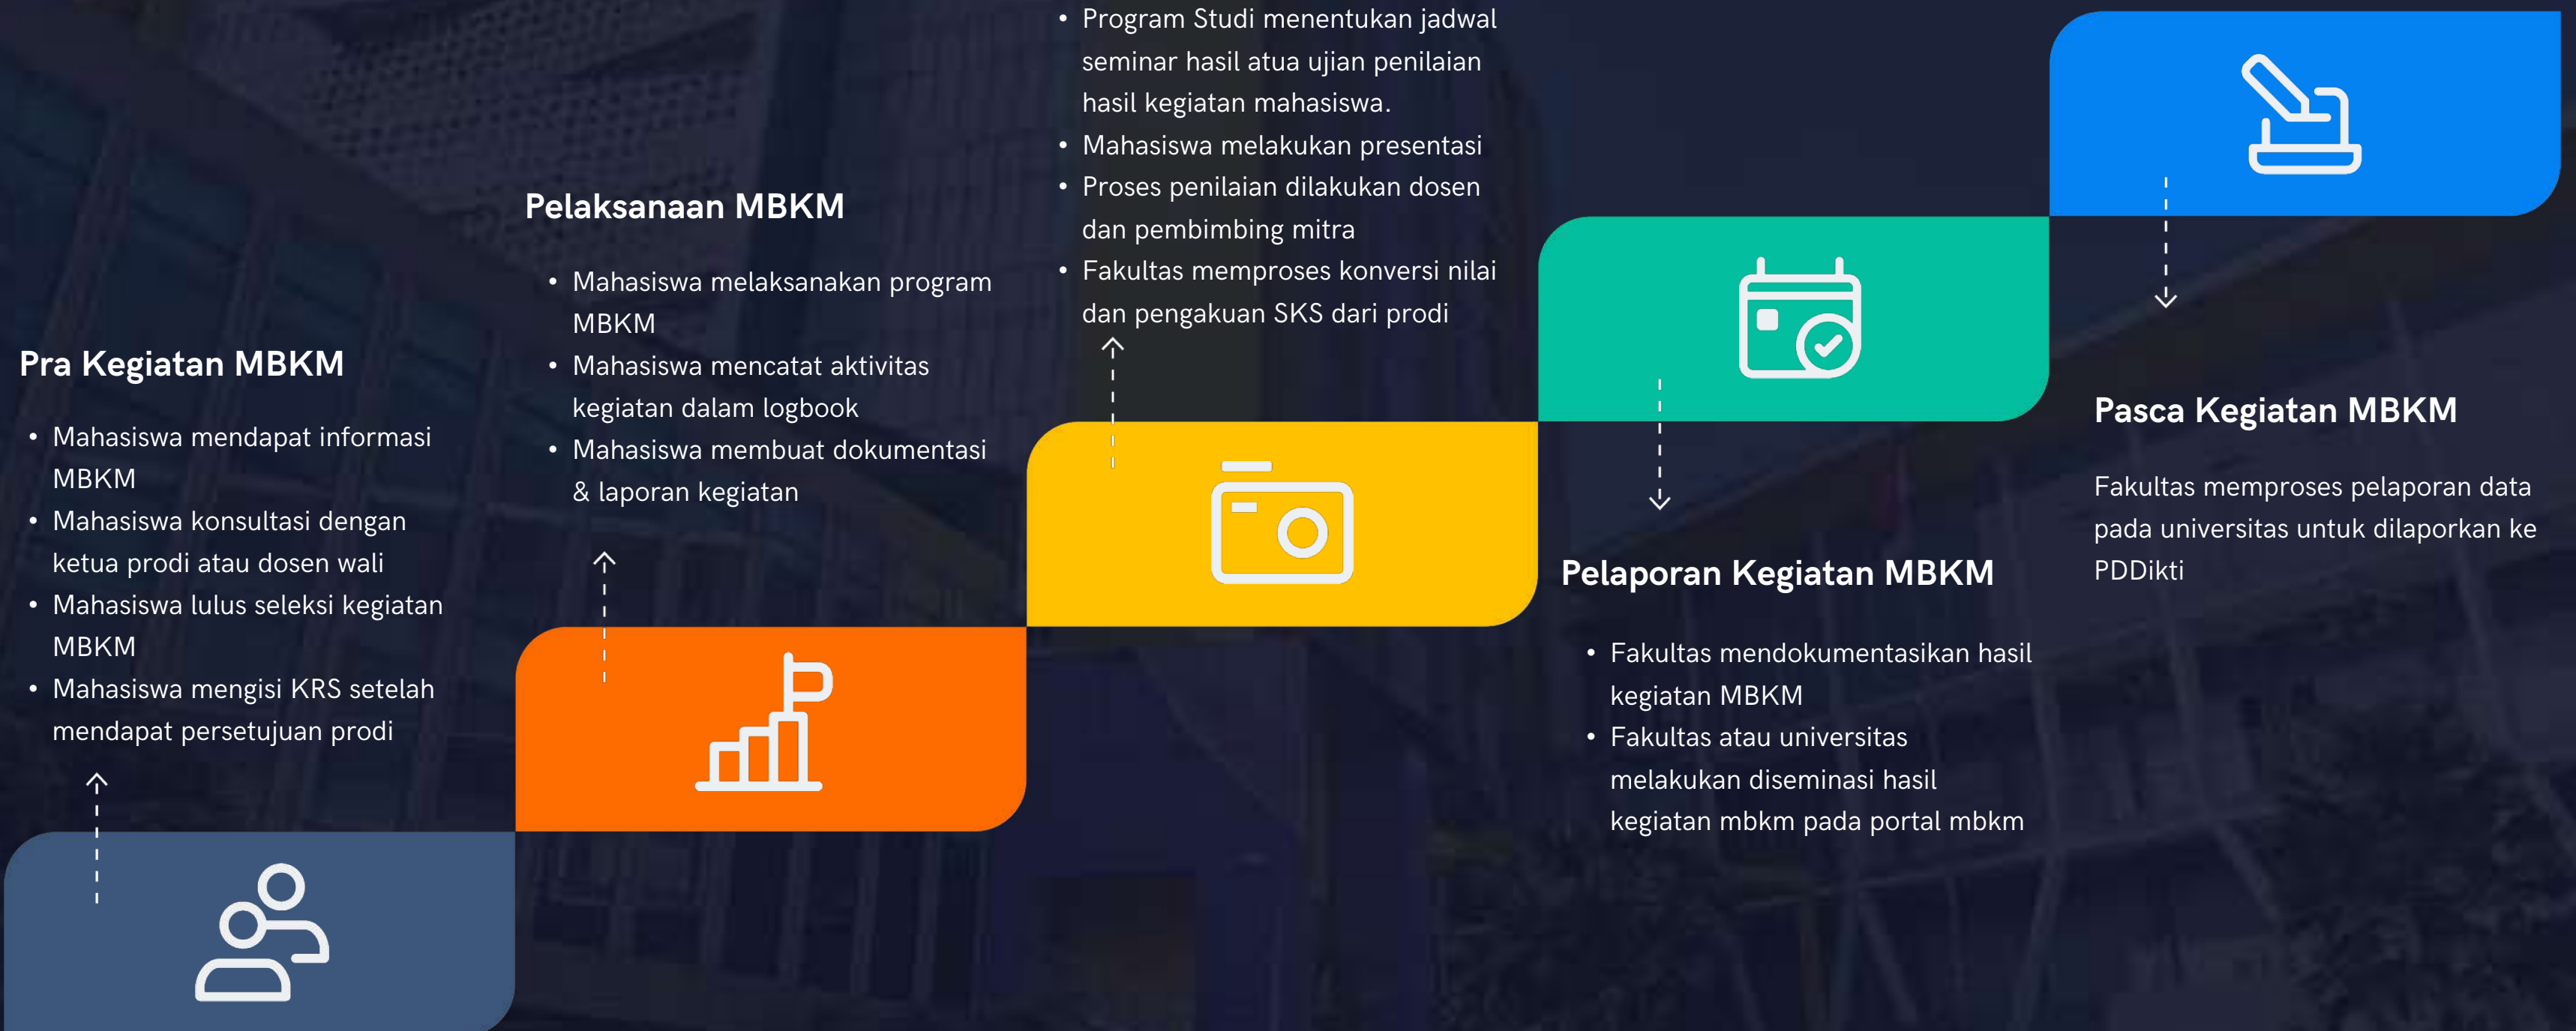 Pra Kegiatan MBKM
• Mahasiswa mendapat informasi
MBKM
• Mahasiswa konsultasi dengan
ketua prodi atau dosen wali
• Mahasiswa lulus seleksi kegiatan
MBKM
• Mahasiswa mengisi KRS setelah
mendapat persetujuan prodi
Pelaksanaan MBKM
• Mahasiswa melaksanakan program
MBKM
• Mahasiswa mencatat aktivitas
kegiatan dalam logbook
• Mahasiswa membuat dokumentasi
& laporan kegiatan
• Program Studi menentukan jadwal
seminar hasil atua ujian penilaian
hasil kegiatan mahasiswa.
• Mahasiswa melakukan presentasi
• Proses penilaian dilakukan dosen
dan pembimbing mitra
• Fakultas memproses konversi nilai
dan pengakuan SKS dari prodi
Pelaporan Kegiatan MBKM
• Fakultas mendokumentasikan hasil
kegiatan MBKM
• Fakultas atau universitas
melakukan diseminasi hasil
kegiatan mbkm pada portal mbkm
Pasca Kegiatan MBKM
Fakultas memproses pelaporan data
pada universitas untuk dilaporkan ke
PDDikti